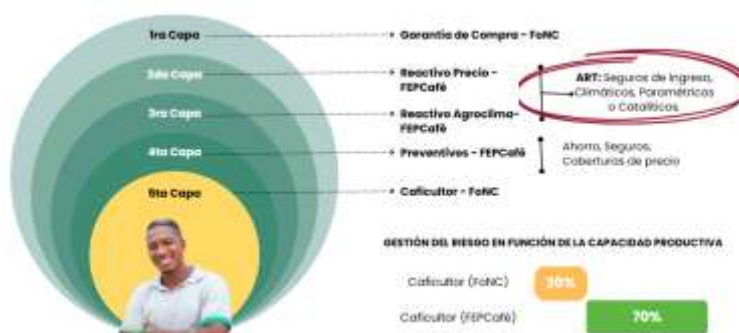 1ra Capa
Garantía de Compra - FoNC
2da Capa
Reactivo Precio -
FEPCafé
3ra Capa
Reactivo Agroclima-
FEPCafé
ART: Seguros de Ingreso,
Climáticos, Paramétricos
o Catalíticos
4ta Capa
Preventivos - FEPCafé
Ahorro, Seguros,
Coberturas de precio
5ta Capa
Caficultor - FoNC
GESTIÓN DEL RIESGO EN FUNCIÓN DE LA CAPACIDAD PRODUCTIVA
Caficultor (FoNC)
30%
Caficultor (FEPCafé)
70%